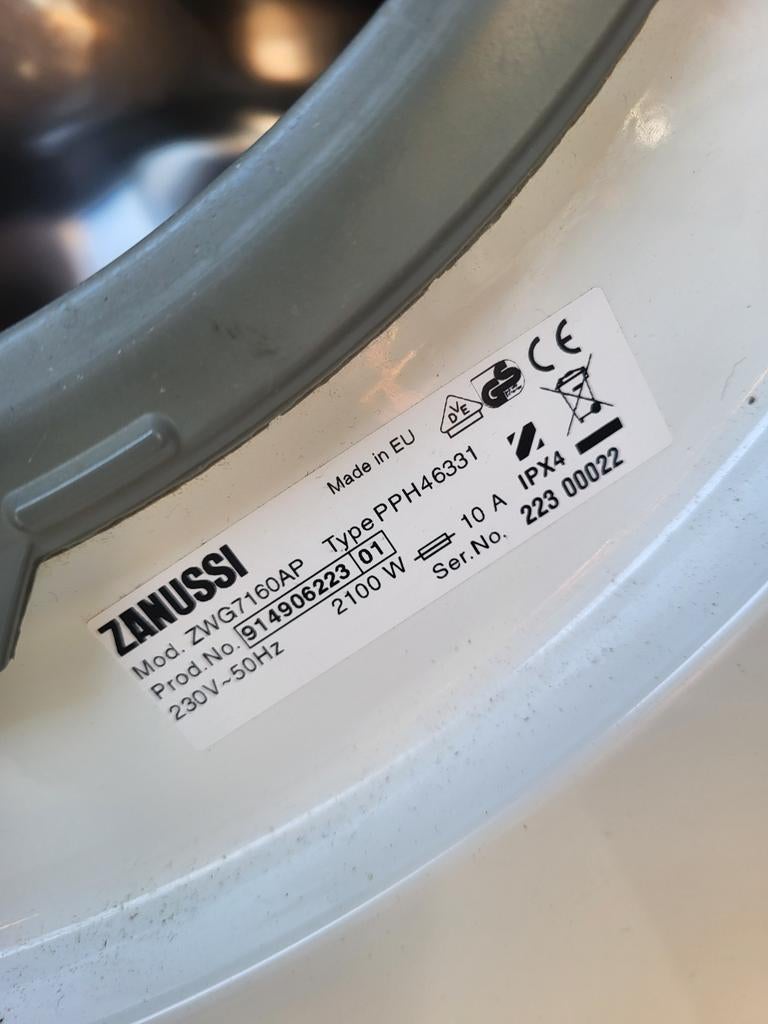 Made in EU
DVE
CE
ZANUSSI
Mod. ZWG7160AP Type PPH46331
Prod.No. 914906223 01
230V~50Hz 2100 W 10 A IPX4
Ser.No. 223 00022